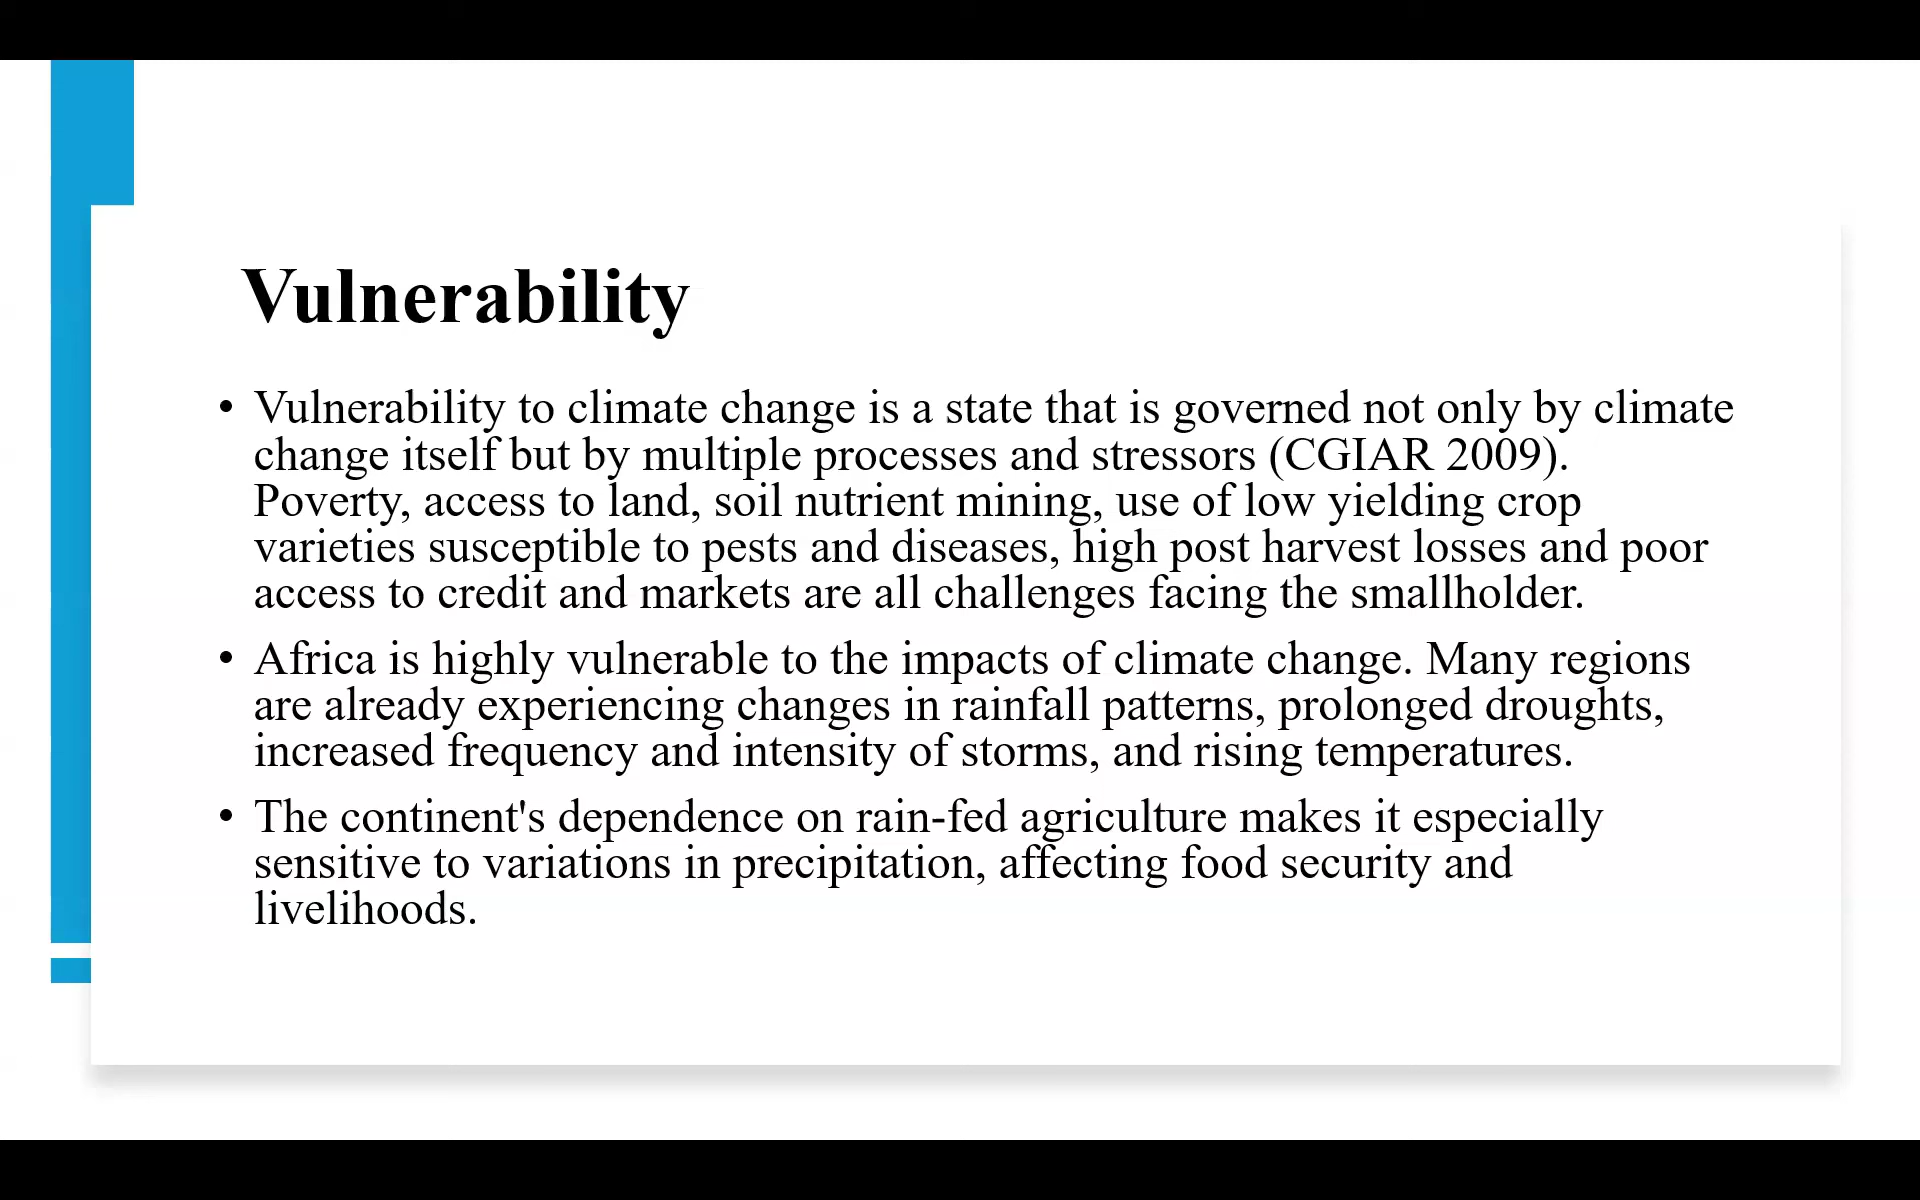 Vulnerability
• Vulnerability to climate change is a state that is governed not only by climate
change itself but by multiple processes and stressors (CGIAR 2009).
Poverty, access to land, soil nutrient mining, use of low yielding crop
varieties susceptible to pests and diseases, high post harvest losses and poor
access to credit and markets are all challenges facing the smallholder.
• Africa is highly vulnerable to the impacts of climate change. Many regions
are already experiencing changes in rainfall patterns, prolonged droughts,
increased frequency and intensity of storms, and rising temperatures.
• The continent's dependence on rain-fed agriculture makes it especially
sensitive to variations in precipitation, affecting food security and
livelihoods.